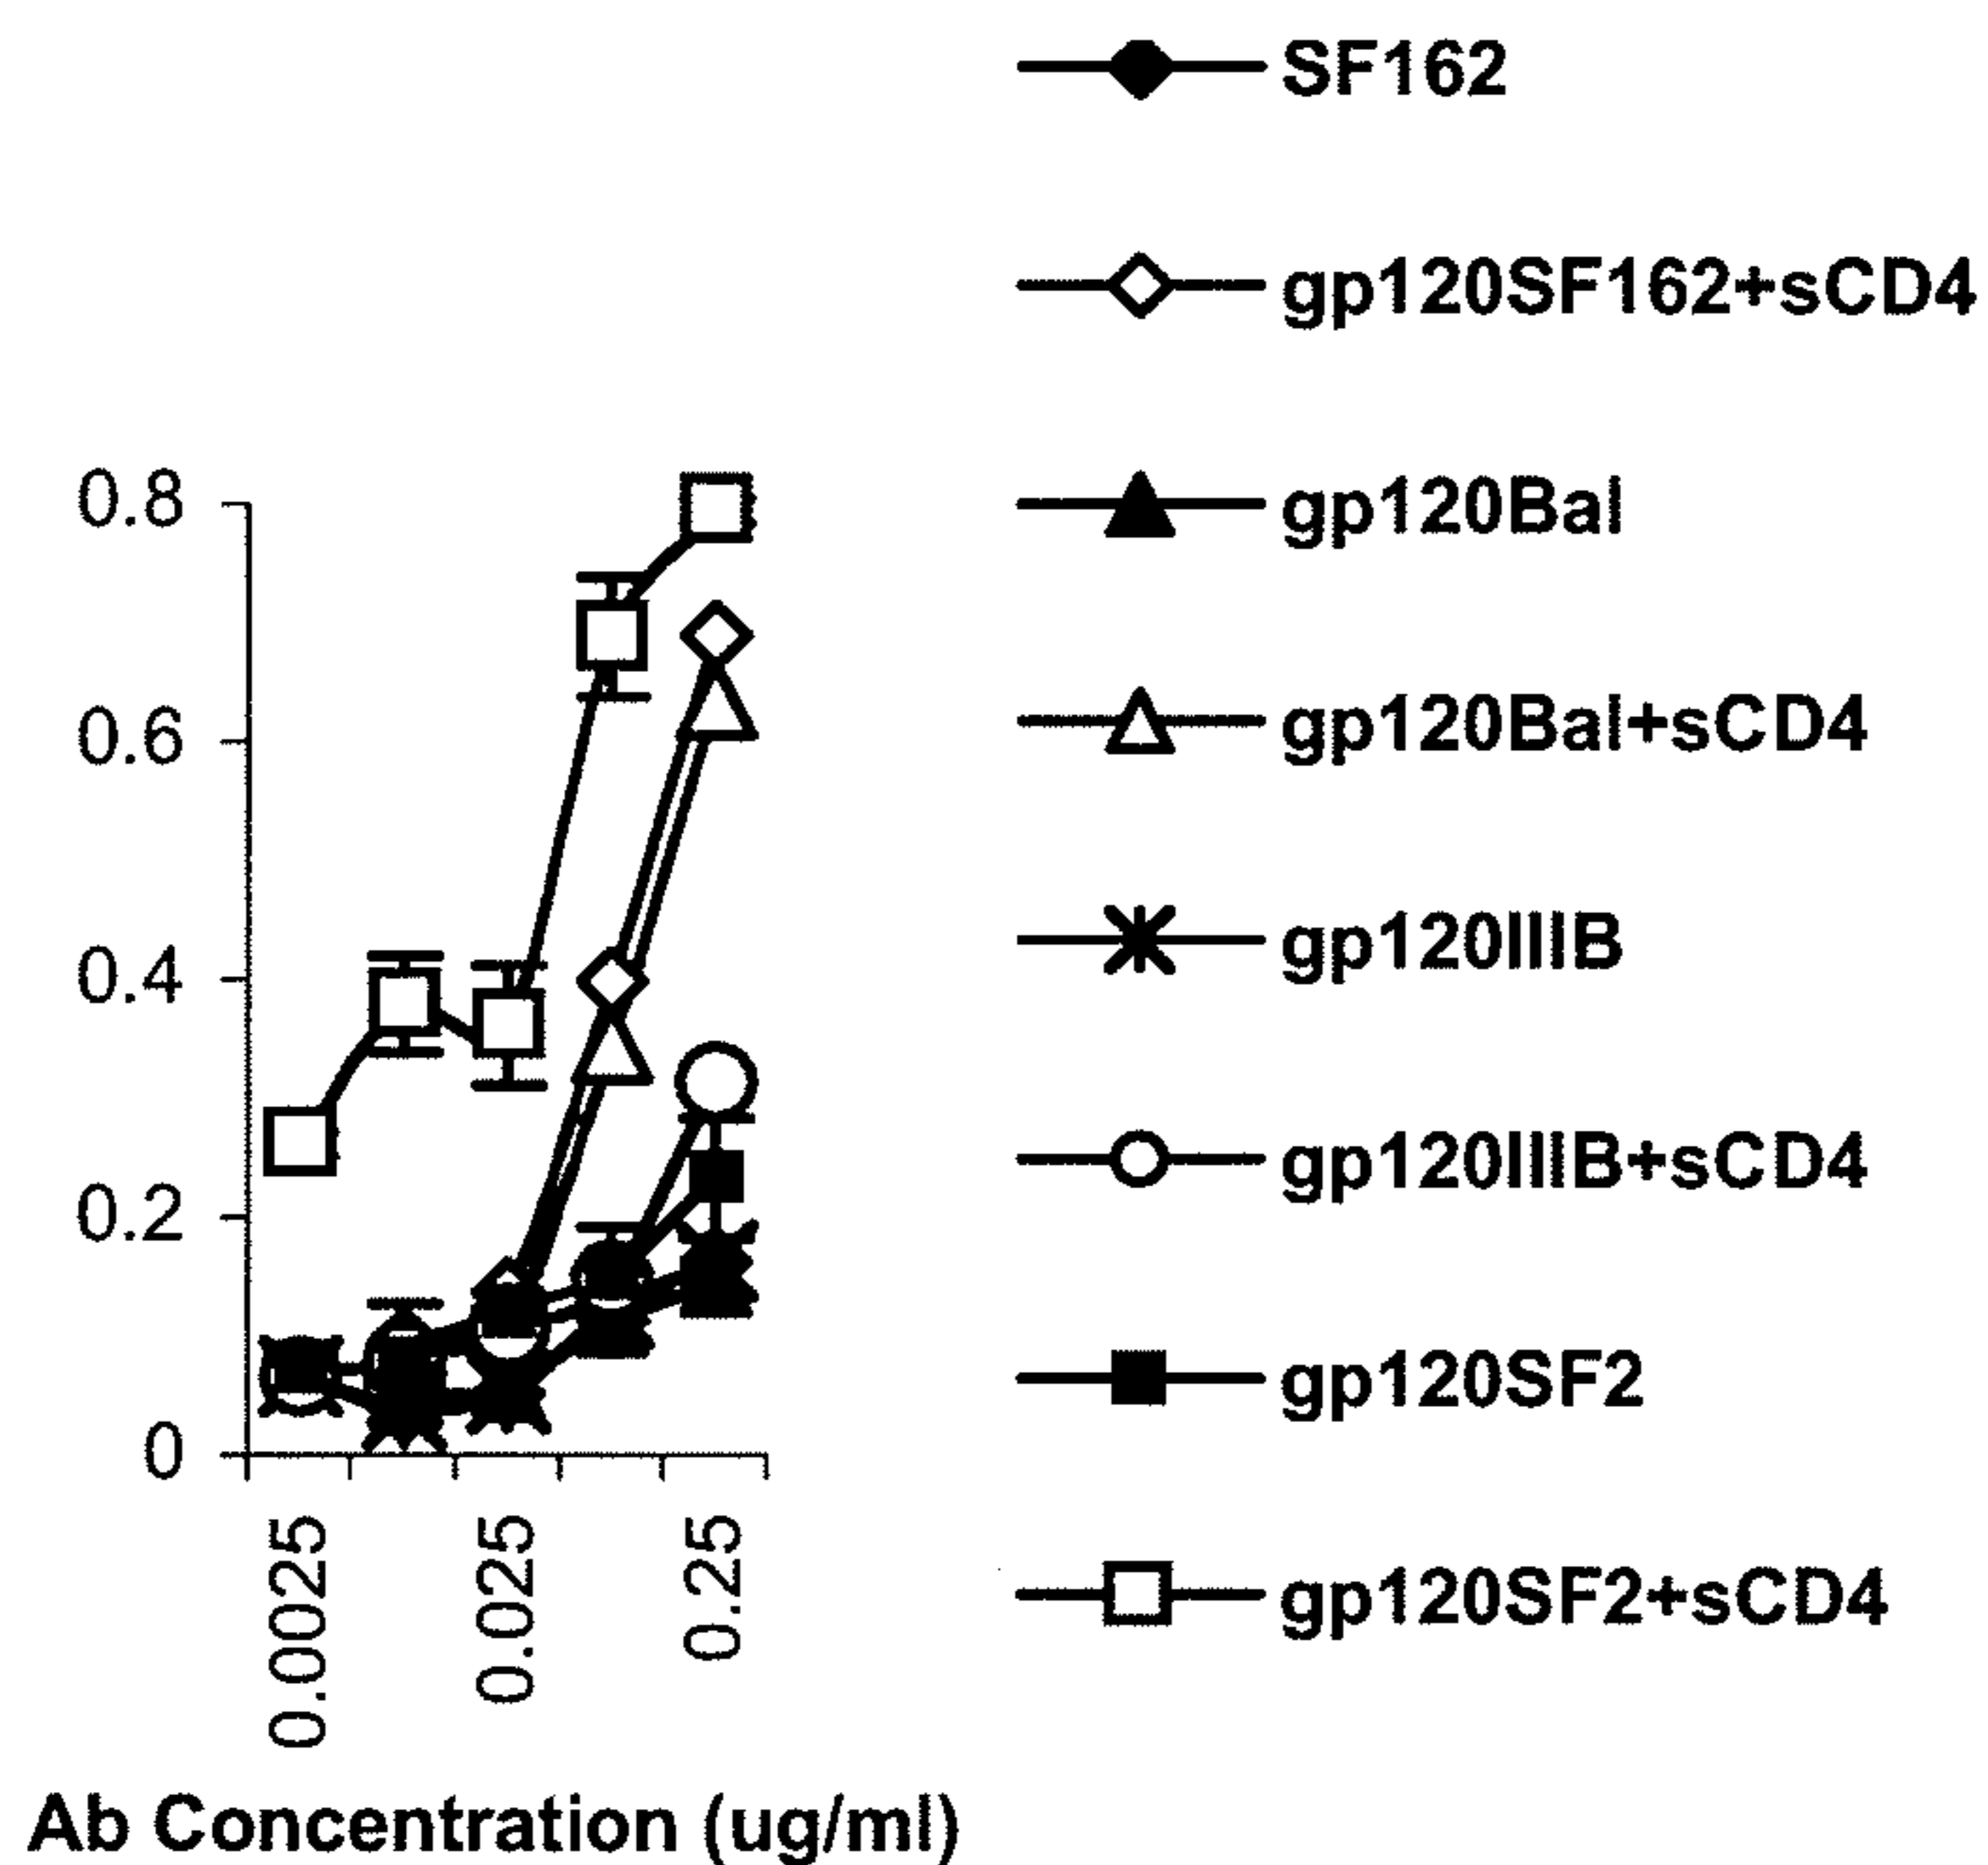 SF162
gp120SF162+sCD4
gp120Bal
gp120Bal+sCD4
gp120IIIB
gp120IIIB+sCD4
gp120SF2
gp120SF2+sCD4
0.8
0.6
0.4
0.2
0
0.0025
0.025
0.25
Ab Concentration (ug/ml)